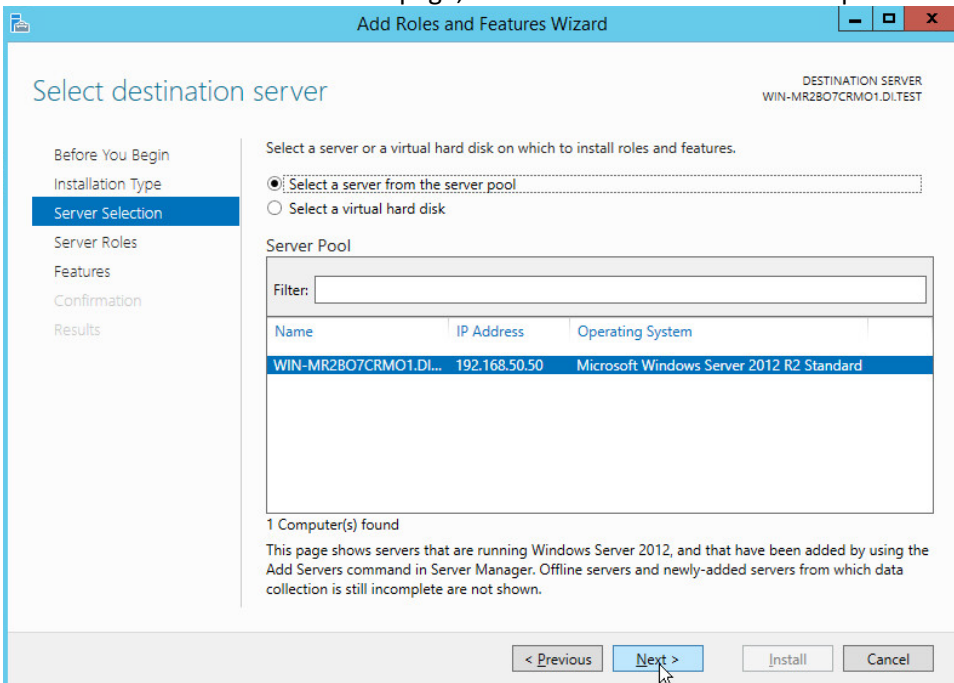 Add Roles and Features Wizard
Select destination server
DESTINATION SERVER
WIN-MR2BO7CRMO1.DI.TEST
Before You Begin
Installation Type
Server Selection
Server Roles
Features
Confirmation
Results
Select a server or a virtual hard disk on which to install roles and features.
Select a server from the server pool
Select a virtual hard disk
Server Pool
Filter:
Name IP Address Operating System
WIN-MR2BO7CRMO1.DI... 192.168.50.50 Microsoft Windows Server 2012 R2 Standard
1 Computer(s) found
This page shows servers that are running Windows Server 2012, and that have been added by using the
Add Servers command in Server Manager. Offline servers and newly-added servers from which data
collection is still incomplete are not shown.
< Previous Next > Install Cancel